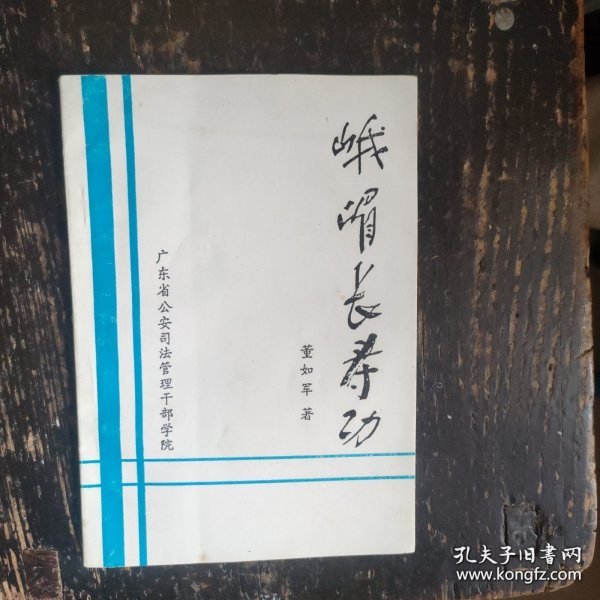 峨嵋长寿功
董如军 著
广东省公安司法管理干部学院
孔夫子旧书网
www.kongfz.com